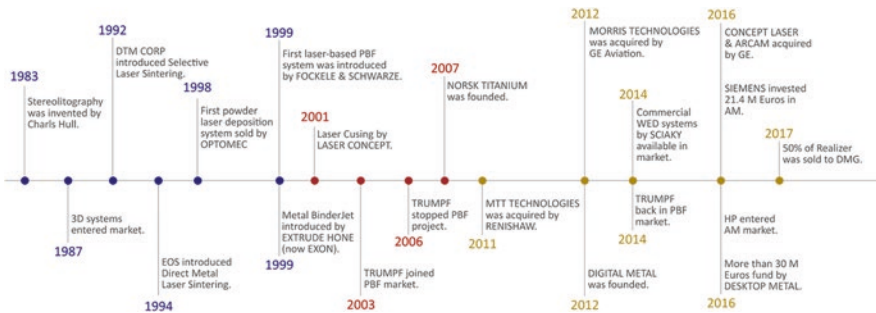 1983
Stereolitography
was invented by
Charls Hull.
3D systems
entered market.
1987
1992
DTM CORP
introduced Selective
Laser Sintering.
EOS introduced
Direct Metal
Laser Sintering.
1994
1998
First powder
laser deposition
system sold by
OPTOMEC
1999
First laser-based PBF
system was introduced
by FOCKELE & SCHWARZE.
Metal BinderJet
introduced by
EXTRUDE HONE
(now EXON).
1999
2001
Laser Cusing by
LASER CONCEPT.
TRUMPF joined
PBF market.
2003
TRUMPF
stopped PBF
project.
2006
2007
NORSK TITANIUM
was founded.
MTT TECHNOLOGIES
was acquired by
RENISHAW.
2011
2012
MORRIS TECHNOLOGIES
was acquired by
GE Aviation.
DIGITAL METAL
was founded.
2012
2014
Commercial
WED systems
by SCIAKY
available in
market.
TRUMPF
back in PBF
market.
2014
2016
CONCEPT LASER
& ARCAM acquired
by GE.
SIEMENS invested
21.4 M Euros in
AM.
HP entered
AM market.
More than 30 M
Euros fund by
DESKTOP METAL.
2016
2017
50% of Realizer
was sold to DMG.